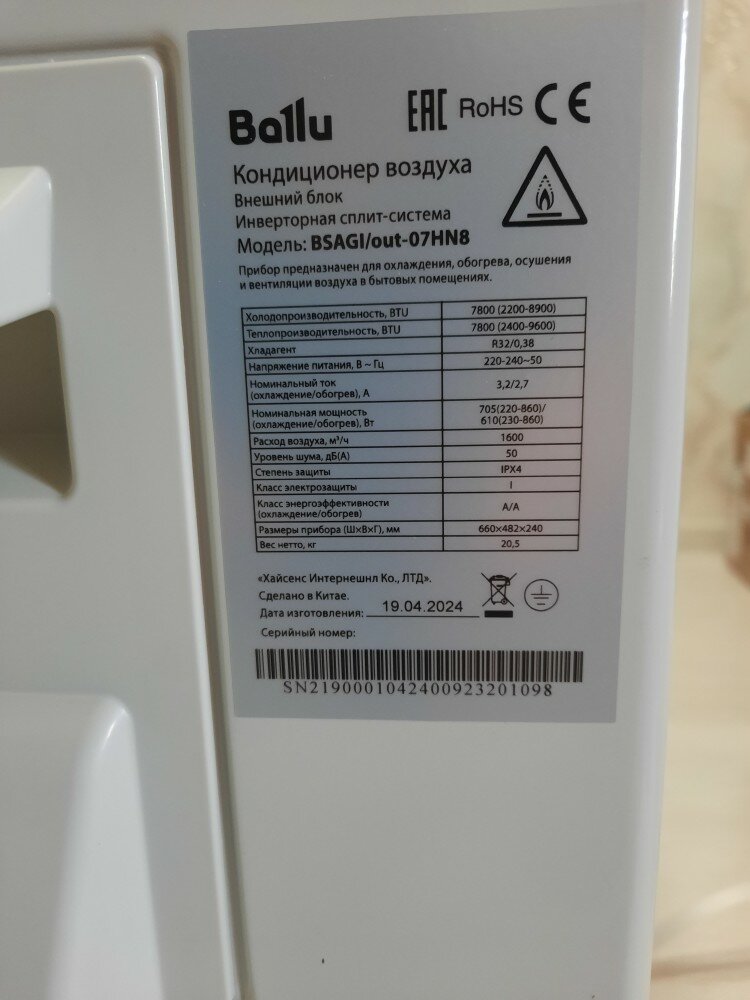 Ballu EAC RoHS CE
Кондиционер воздуха
Внешний блок
Инверторная сплит-система
Модель: BSAGI/out-07HN8
Прибор предназначен для охлаждения, обогрева, осушения
и вентиляции воздуха в бытовых помещениях.
Холодопроизводительность, BTU 7800 (2200-8900)
Теплопроизводительность, BTU 7800 (2400-9600)
Хладагент R32/0,38
Напряжение питания, В ~ Гц 220-240~50
Номинальный ток
(охлаждение/обогрев), А 3,2/2,7
Номинальная мощность 705(220-860)/
(охлаждение/обогрев), Вт 610(230-860)
Расход воздуха, м³/ч 1600
Уровень шума, дБ(А) 50
Степень защиты IPX4
Класс электрозащиты I
Класс энергоэффективности
(охлаждение/обогрев) A/A
Размеры прибора (Ш×В×Г), мм 660×482×240
Вес нетто, кг 20,5
«Хайсенс Интернешнл Ко., ЛТД».
Сделано в Китае.
Дата изготовления: 19.04.2024
Серийный номер:
SN2190001042400923201098